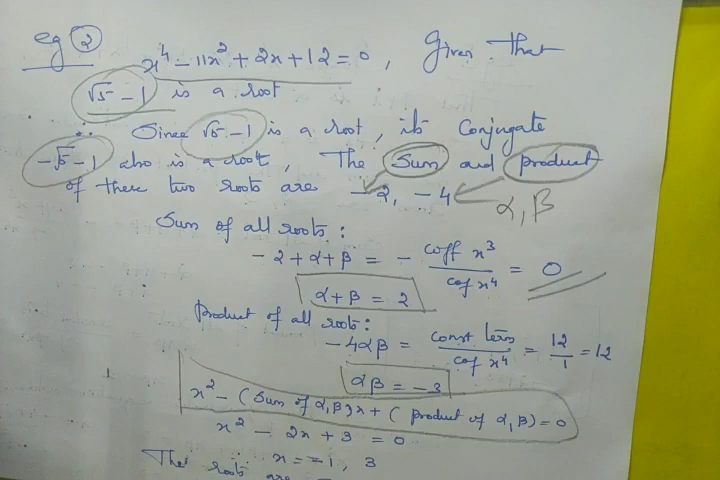 eg ②
x⁴ - 11x² + 2x + 12 = 0, Given that
√5 - 1 is a root
∴ Since √5 - 1 is a root, its Conjugate
-√5 - 1 also is a root, The Sum and product
of these two roots are -2, -4 α, β
Sum of all roots:
-2 + α + β = - coff x³ / cof x⁴ = 0
α + β = 2
Product of all roots:
-4αβ = const term / cof x⁴ = 12/1 = 12
αβ = -3
x² - (Sum of α, β)x + (product of α, β) = 0
x² - 2x + 3 = 0
x = -1, 3
The roots are